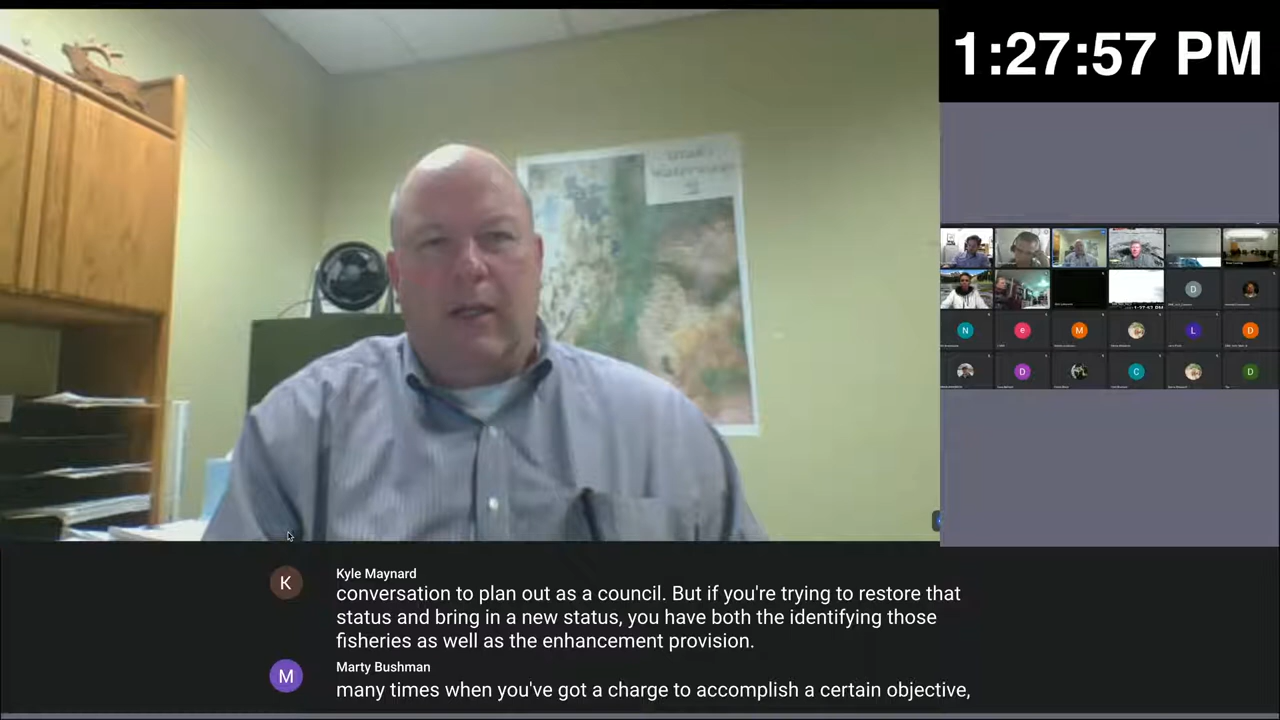 1:27:57 PM
UTAH
Waterways
N
e
M
L
D
D
D
C
D
K
Kyle Maynard
conversation to plan out as a council. But if you're trying to restore that
status and bring in a new status, you have both the identifying those
fisheries as well as the enhancement provision.
M
Marty Bushman
many times when you've got a charge to accomplish a certain objective,